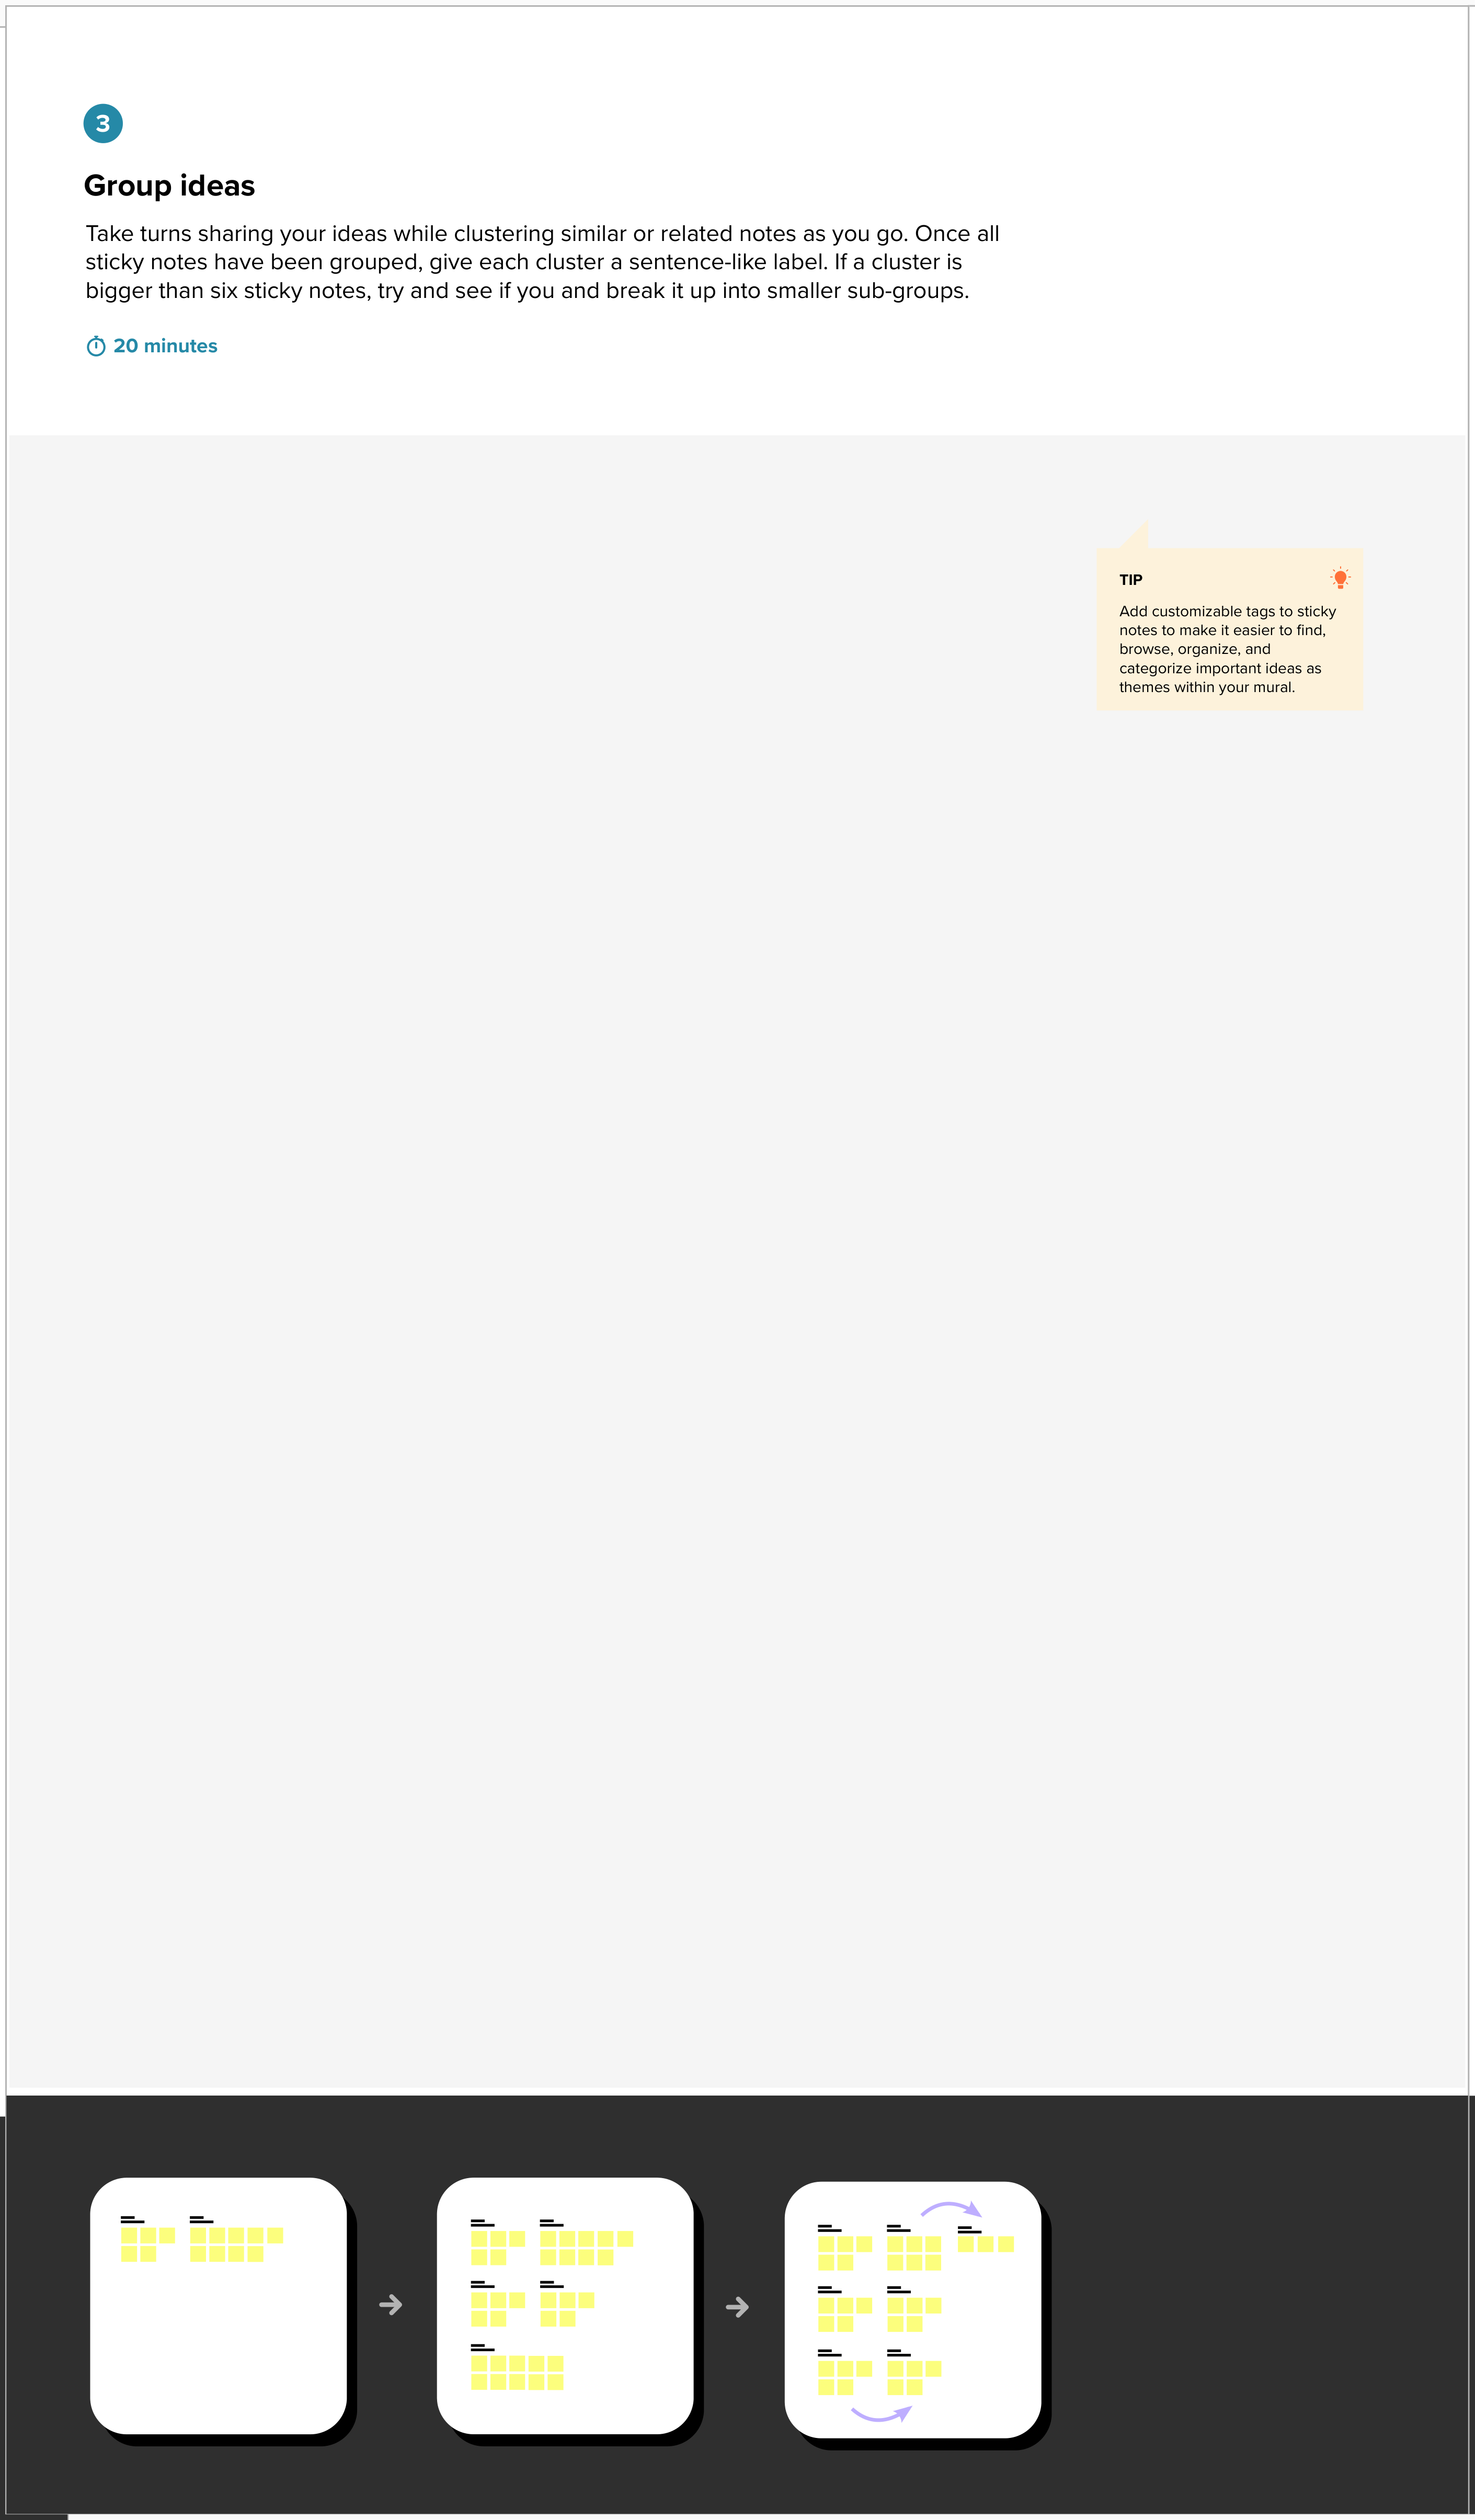 3
Group ideas
Take turns sharing your ideas while clustering similar or related notes as you go. Once all
sticky notes have been grouped, give each cluster a sentence-like label. If a cluster is
bigger than six sticky notes, try and see if you and break it up into smaller sub-groups.
20 minutes
TIP
Add customizable tags to sticky
notes to make it easier to find,
browse, organize, and
categorize important ideas as
themes within your mural.